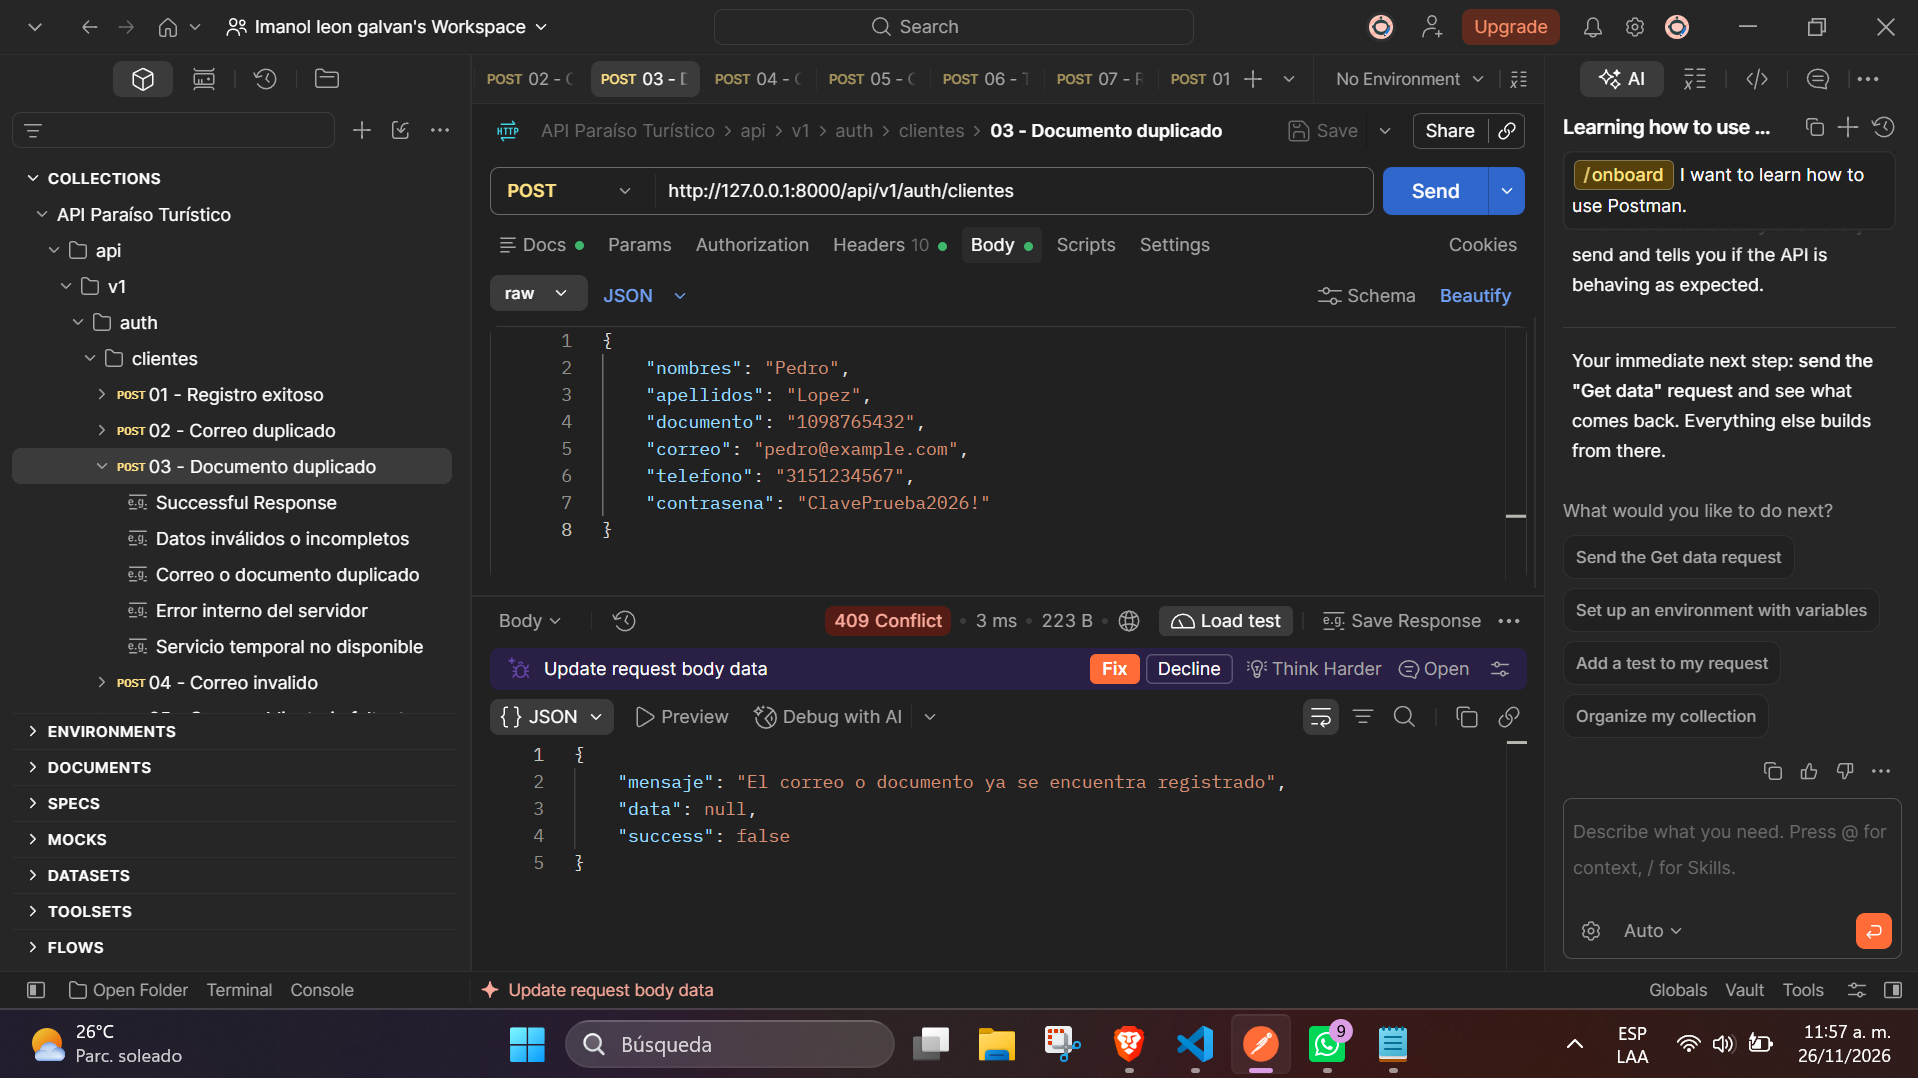 Imanol leon galvan's Workspace
Search
Upgrade
POST 02 -
POST 03 -
POST 04 -
POST 05 -
POST 06 -
POST 07 -
POST 01
No Environment
AI
COLLECTIONS
API Paraíso Turístico
api
v1
auth
clientes
POST 01 - Registro exitoso
POST 02 - Correo duplicado
POST 03 - Documento duplicado
e.g. Successful Response
e.g. Datos inválidos o incompletos
e.g. Correo o documento duplicado
e.g. Error interno del servidor
e.g. Servicio temporal no disponible
POST 04 - Correo invalido
ENVIRONMENTS
DOCUMENTS
SPECS
MOCKS
DATASETS
TOOLSETS
FLOWS
HTTP API Paraíso Turístico > api > v1 > auth > clientes > 03 - Documento duplicado
Save
Share
POST http://127.0.0.1:8000/api/v1/auth/clientes
Send
Docs Params Authorization Headers 10 Body Scripts Settings Cookies
raw JSON Schema Beautify
1 {
2 "nombres": "Pedro",
3 "apellidos": "Lopez",
4 "documento": "1098765432",
5 "correo": "pedro@example.com",
6 "telefono": "3151234567",
7 "contrasena": "ClavePrueba2026!"
8 }
Body 409 Conflict • 3 ms • 223 B • Load test e.g. Save Response
Update request body data Fix Decline Think Harder Open
{} JSON Preview Debug with AI
1 {
2 "mensaje": "El correo o documento ya se encuentra registrado",
3 "data": null,
4 "success": false
5 }
Learning how to use ...
/onboard I want to learn how to
use Postman.
send and tells you if the API is
behaving as expected.
Your immediate next step: send the
"Get data" request and see what
comes back. Everything else builds
from there.
What would you like to do next?
Send the Get data request
Set up an environment with variables
Add a test to my request
Organize my collection
Describe what you need. Press @ for
context, / for Skills.
Auto
Open Folder Terminal Console
Update request body data
Globals Vault Tools
26°C
Parc. soleado
Búsqueda
9
ESP
LAA
11:57 a. m.
26/11/2026